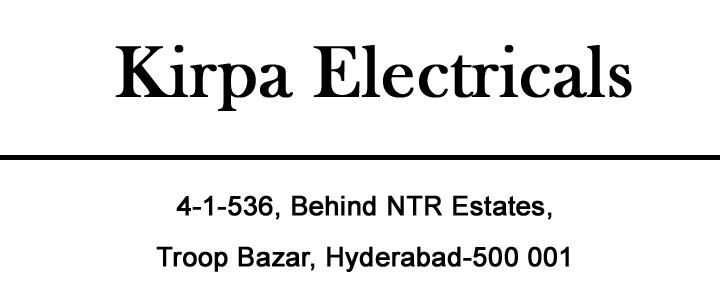 Kirpa Electricals
4-1-536, Behind NTR Estates,
Troop Bazar, Hyderabad-500 001